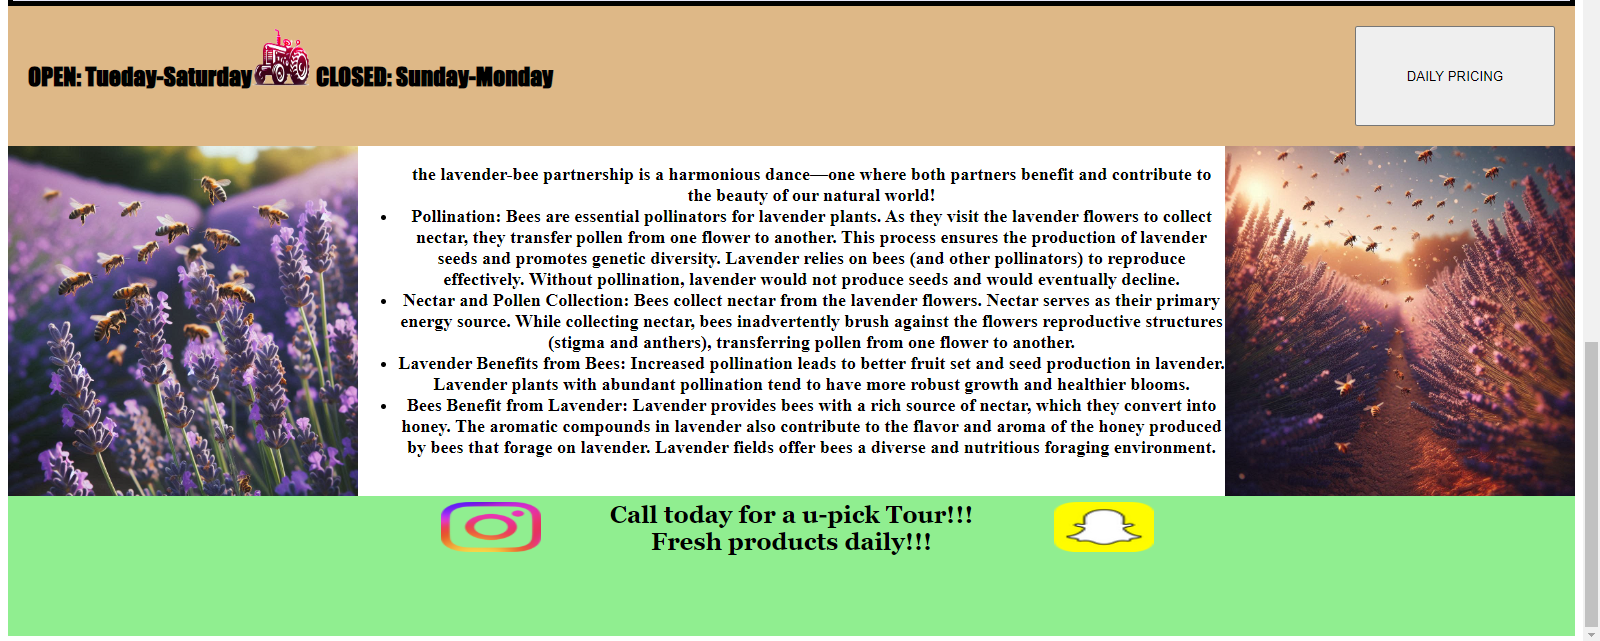 OPEN: Tueday-Saturday CLOSED: Sunday-Monday
DAILY PRICING
the lavender-bee partnership is a harmonious dance—one where both partners benefit and contribute to
the beauty of our natural world!
• Pollination: Bees are essential pollinators for lavender plants. As they visit the lavender flowers to collect
nectar, they transfer pollen from one flower to another. This process ensures the production of lavender
seeds and promotes genetic diversity. Lavender relies on bees (and other pollinators) to reproduce
effectively. Without pollination, lavender would not produce seeds and would eventually decline.
• Nectar and Pollen Collection: Bees collect nectar from the lavender flowers. Nectar serves as their primary
energy source. While collecting nectar, bees inadvertently brush against the flowers reproductive structures
(stigma and anthers), transferring pollen from one flower to another.
• Lavender Benefits from Bees: Increased pollination leads to better fruit set and seed production in lavender.
Lavender plants with abundant pollination tend to have more robust growth and healthier blooms.
• Bees Benefit from Lavender: Lavender provides bees with a rich source of nectar, which they convert into
honey. The aromatic compounds in lavender also contribute to the flavor and aroma of the honey produced
by bees that forage on lavender. Lavender fields offer bees a diverse and nutritious foraging environment.
Call today for a u-pick Tour!!!
Fresh products daily!!!